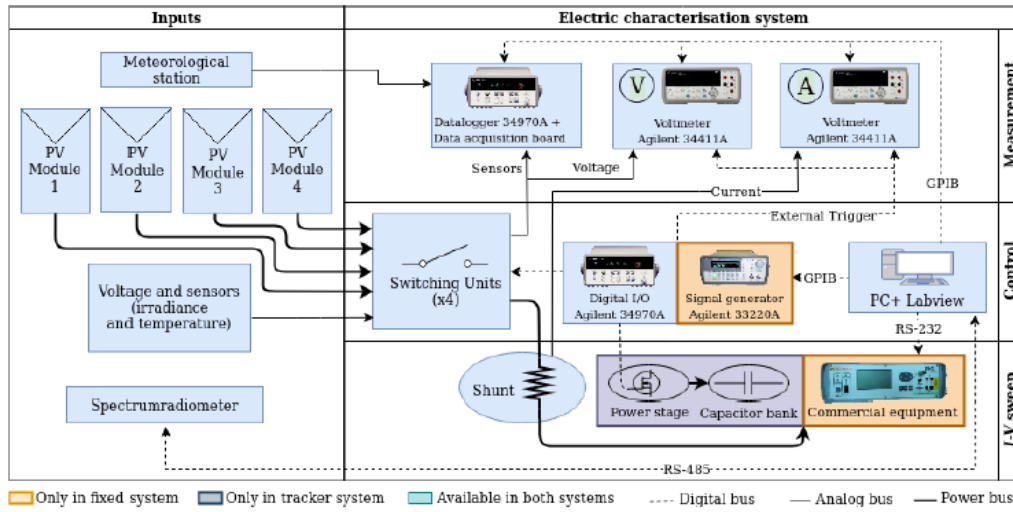 Inputs
Electric characterisation system
Meteorological
station
PV
Module
1
PV
Module
2
PV
Module
3
PV
Module
4
Voltage and sensors
(irradiance
and temperature)
Spectrumradiometer
Datalogger 34970A +
Data acquisition board
V
Voltmeter
Agilent 34411A
A
Voltmeter
Agilent 34411A
Measurement
Sensors
Voltage
Current
GPIB
External Trigger
Switching Units
(x4)
Digital I/O
Agilent 34970A
Signal generator
Agilent 33220A
GPIB
PC+ Labview
Control
RS-232
Shunt
Power stage
Capacitor bank
Commercial equipment
I-V sweep
RS-485
Only in fixed system
Only in tracker system
Available in both systems
Digital bus
Analog bus
Power bus